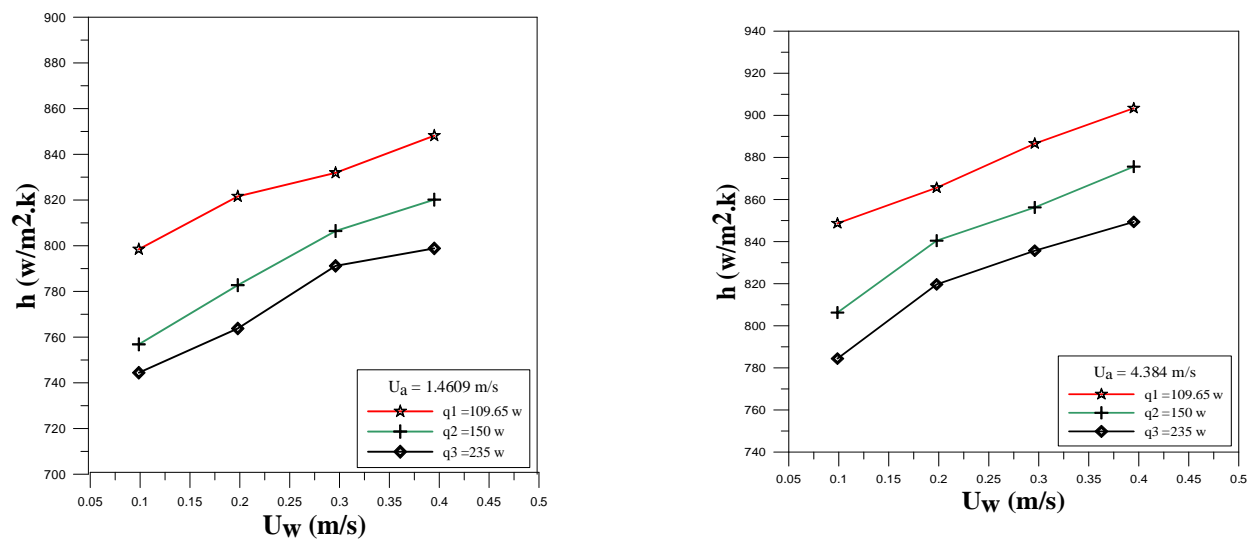 900
880
860
840
820
800
780
760
740
720
700
h (w/m2.k)
0.05 0.1 0.15 0.2 0.25 0.3 0.35 0.4 0.45 0.5
Uw (m/s)
Ua = 1.4609 m/s
q1 =109.65 w
q2 =150 w
q3 =235 w
940
920
900
880
860
840
820
800
780
760
740
h (w/m2.k)
0.05 0.1 0.15 0.2 0.25 0.3 0.35 0.4 0.45 0.5
Uw (m/s)
Ua = 4.384 m/s
q1 =109.65 w
q2 =150 w
q3 =235 w